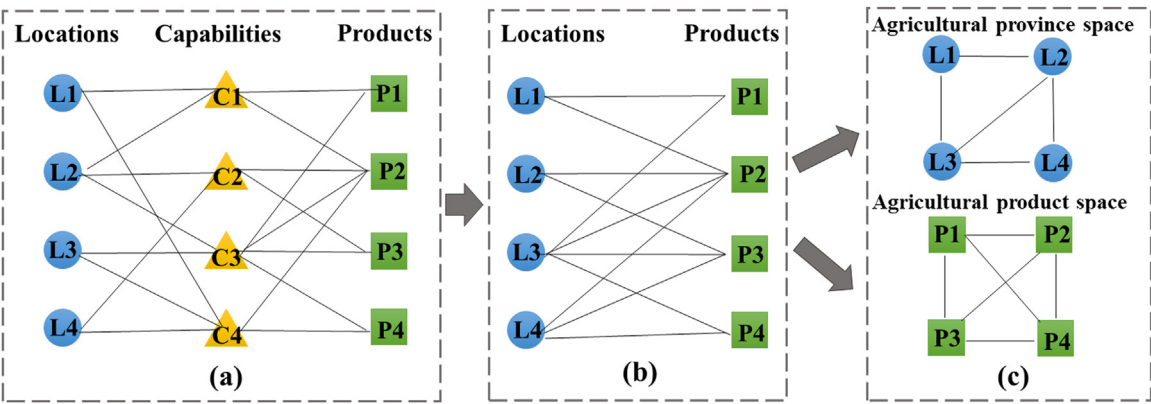 Locations Capabilities Products
L1 C1 P1
L2 C2 P2
L3 C3 P3
L4 C4 P4
(a)
Locations Products
L1 P1
L2 P2
L3 P3
L4 P4
(b)
Agricultural province space
L1 L2
L3 L4
Agricultural product space
P1 P2
P3 P4
(c)